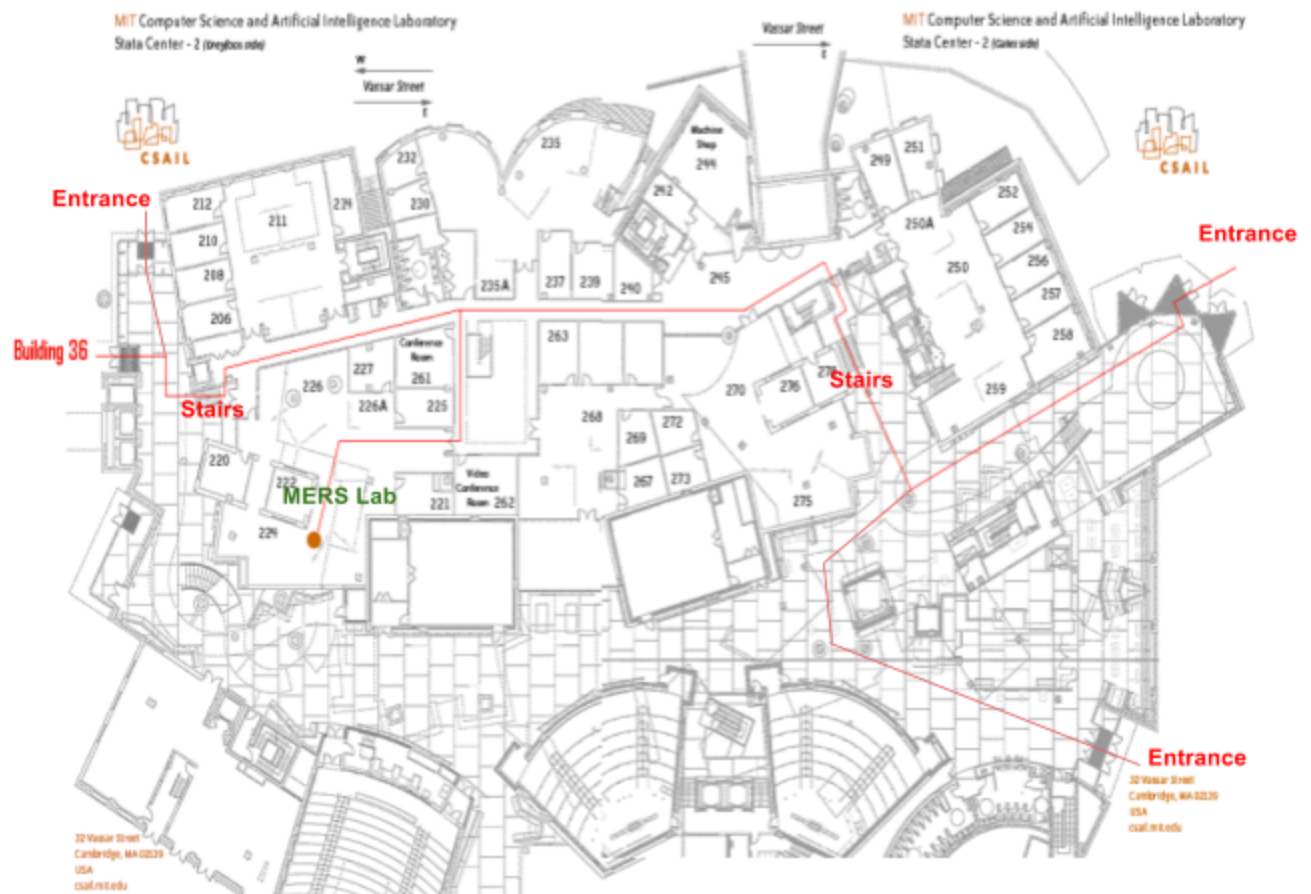 MIT Computer Science and Artificial Intelligence Laboratory
Stata Center - 2 (Dreyfoos side)
W
Vassar Street
E
CSAIL
Vassar Street
E
MIT Computer Science and Artificial Intelligence Laboratory
Stata Center - 2 (Gates side)
CSAIL
Entrance
Entrance
Building 36
Stairs
Stairs
MERS Lab
Entrance
212
211
214
210
208
206
232
230
235
235A
237
239
240
Machine
Shop
244
242
245
249
251
250A
250
252
254
256
257
258
259
226
227
226A
Conference
Room
261
225
263
268
270
276
269
272
267
273
275
220
222
224
221
Video
Conference
Room 262
32 Vassar Street
Cambridge, MA 02139
USA
csail.mit.edu
32 Vassar Street
Cambridge, MA 02139
USA
csail.mit.edu